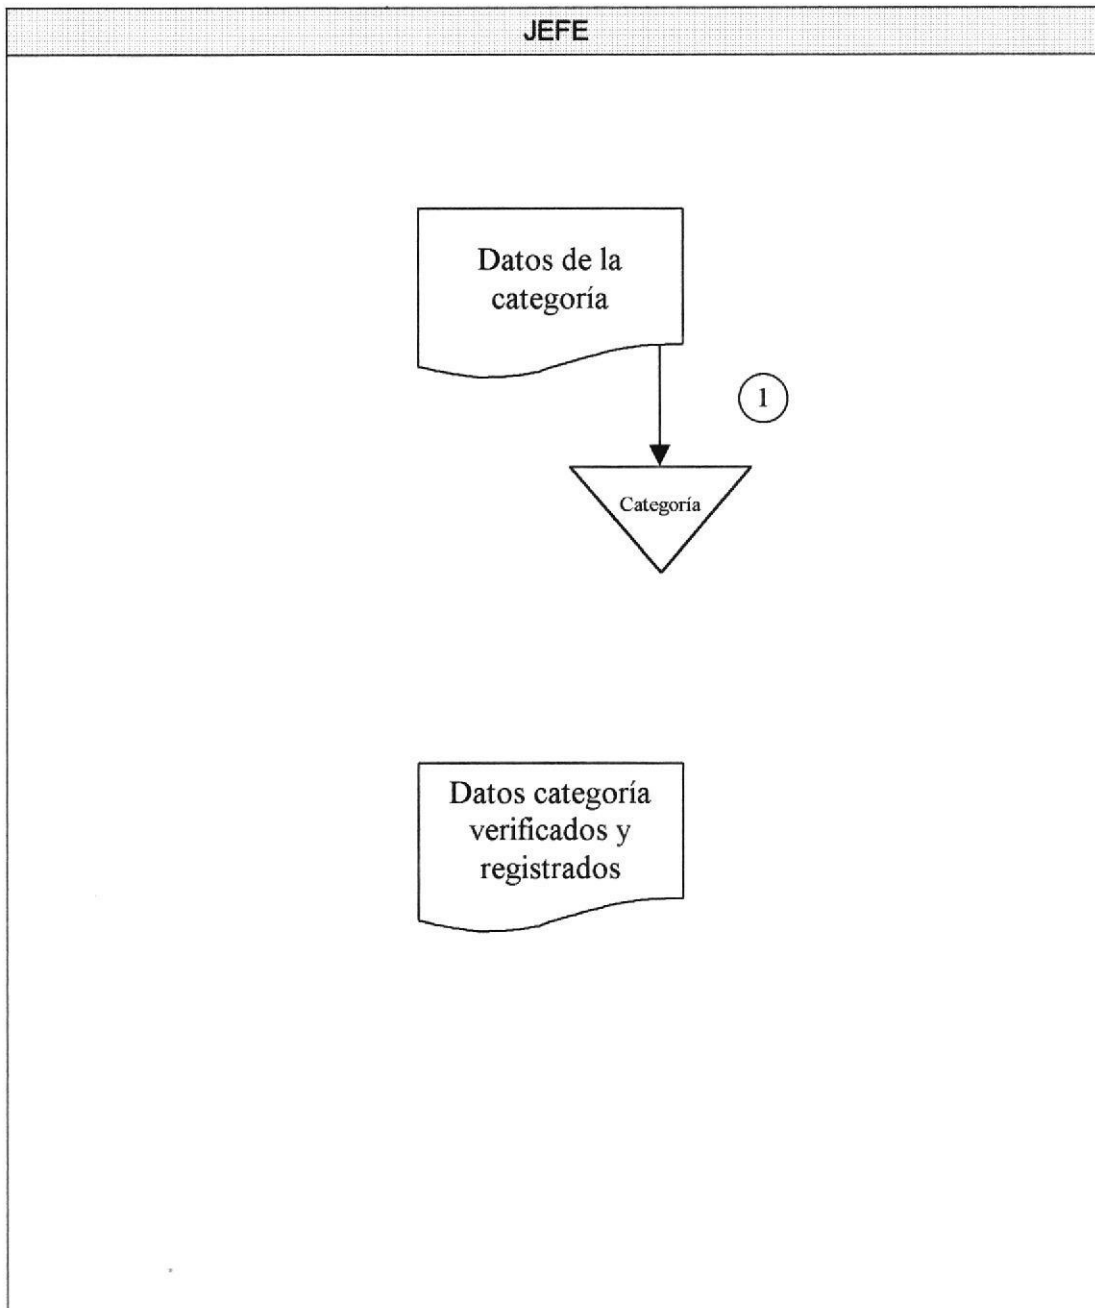 JEFE
Datos de la
categoría
1
Categoría
Datos categoría
verificados y
registrados